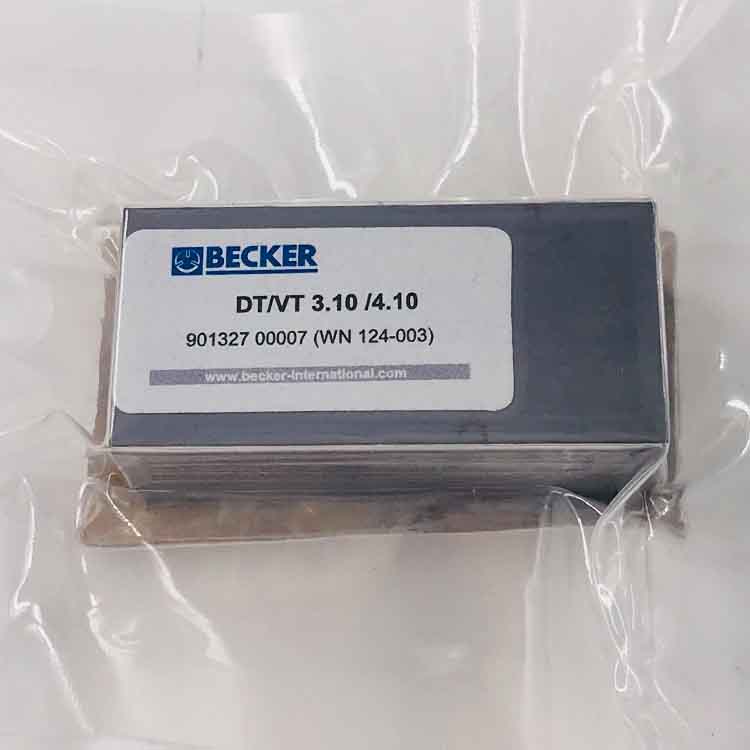 BECKER
DT/VT 3.10 /4.10
901327 00007 (WN 124-003)
www.becker-international.com